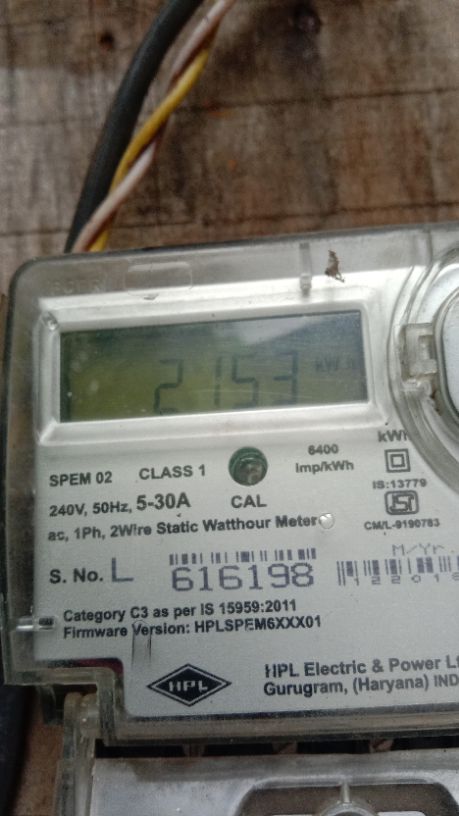 2153 kWh
SPEM 02 CLASS 1
6400 Imp/kWh
kWh
240V, 50Hz, 5-30A CAL
IS:13779
ISI
CM/L-9190783
ac, 1Ph, 2Wire Static Watthour Meter
M/Yr.
S. No. L 616198
Category C3 as per IS 15959:2011
Firmware Version: HPLSPEM6XXX01
HPL
HPL Electric & Power
Gurugram, (Haryana)